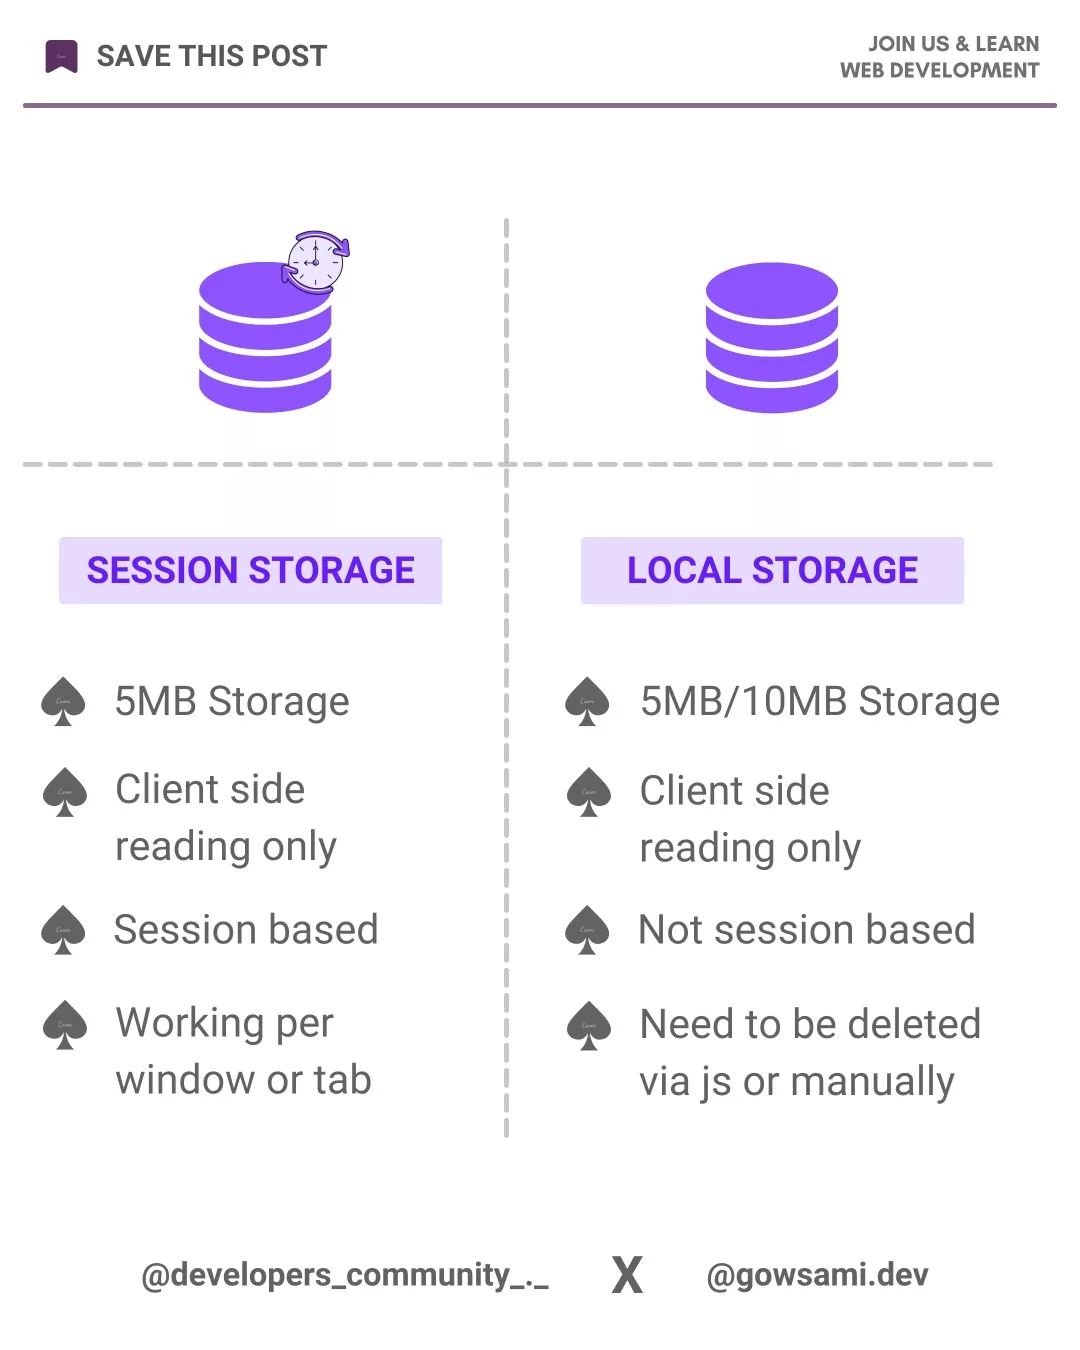 SAVE THIS POST
JOIN US & LEARN
WEB DEVELOPMENT
SESSION STORAGE
5MB Storage
Client side
reading only
Session based
Working per
window or tab
LOCAL STORAGE
5MB/10MB Storage
Client side
reading only
Not session based
Need to be deleted
via js or manually
@developers_community_._ X @gowsami.dev